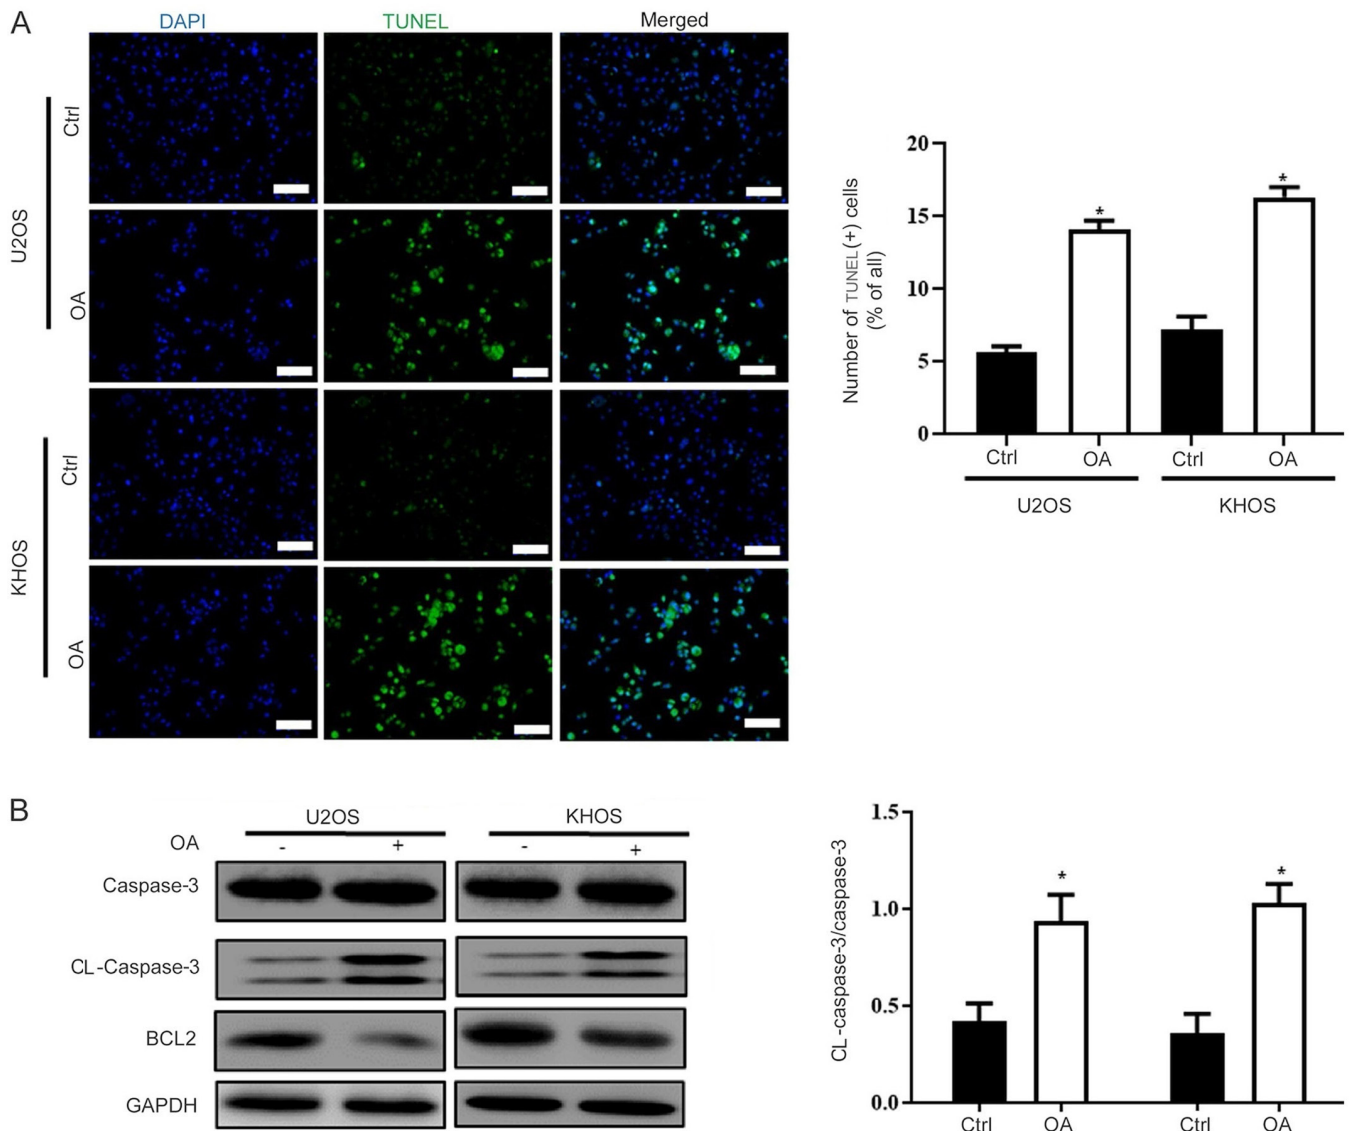 A
DAPI
TUNEL
Merged
U2OS
Ctrl
OA
KHOS
Ctrl
OA
Number of TUNEL(+) cells
(% of all)
20
15
10
5
0
*
*
Ctrl
OA
Ctrl
OA
U2OS
KHOS
B
U2OS
KHOS
OA
-
+
-
+
Caspase-3
CL-Caspase-3
BCL2
GAPDH
CL-caspase-3/caspase-3
1.5
1.0
0.5
0.0
*
*
Ctrl
OA
Ctrl
OA